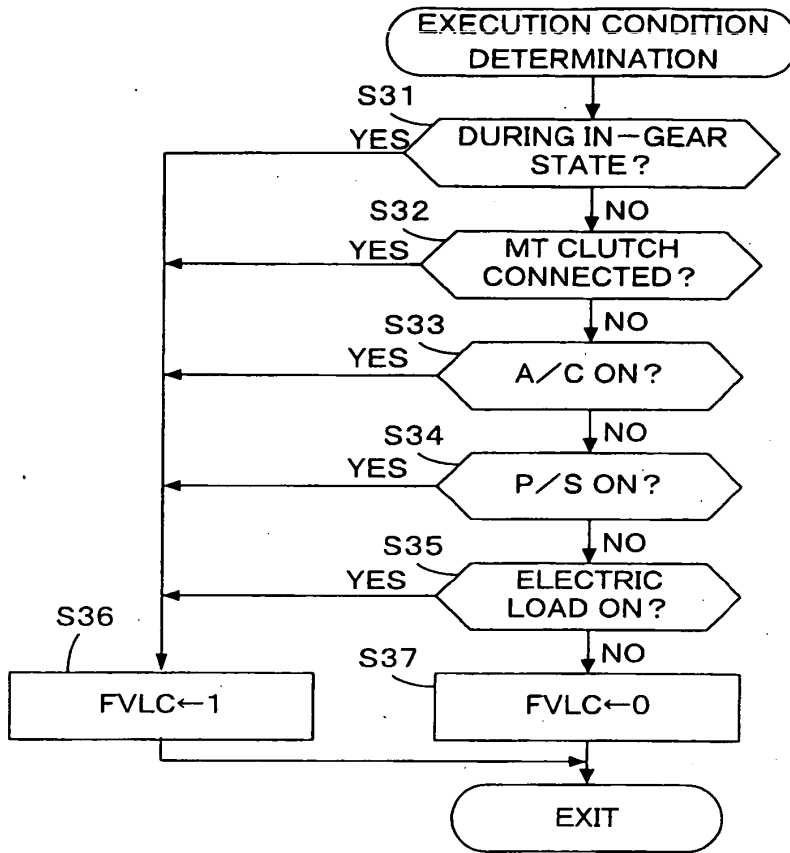 EXECUTION CONDITION
DETERMINATION
S31
YES
DURING IN-GEAR
STATE?
NO
S32
YES
MT CLUTCH
CONNECTED?
NO
S33
YES
A/C ON?
NO
S34
YES
P/S ON?
NO
S35
YES
ELECTRIC
LOAD ON?
NO
S36
FVLC←1
S37
FVLC←0
EXIT